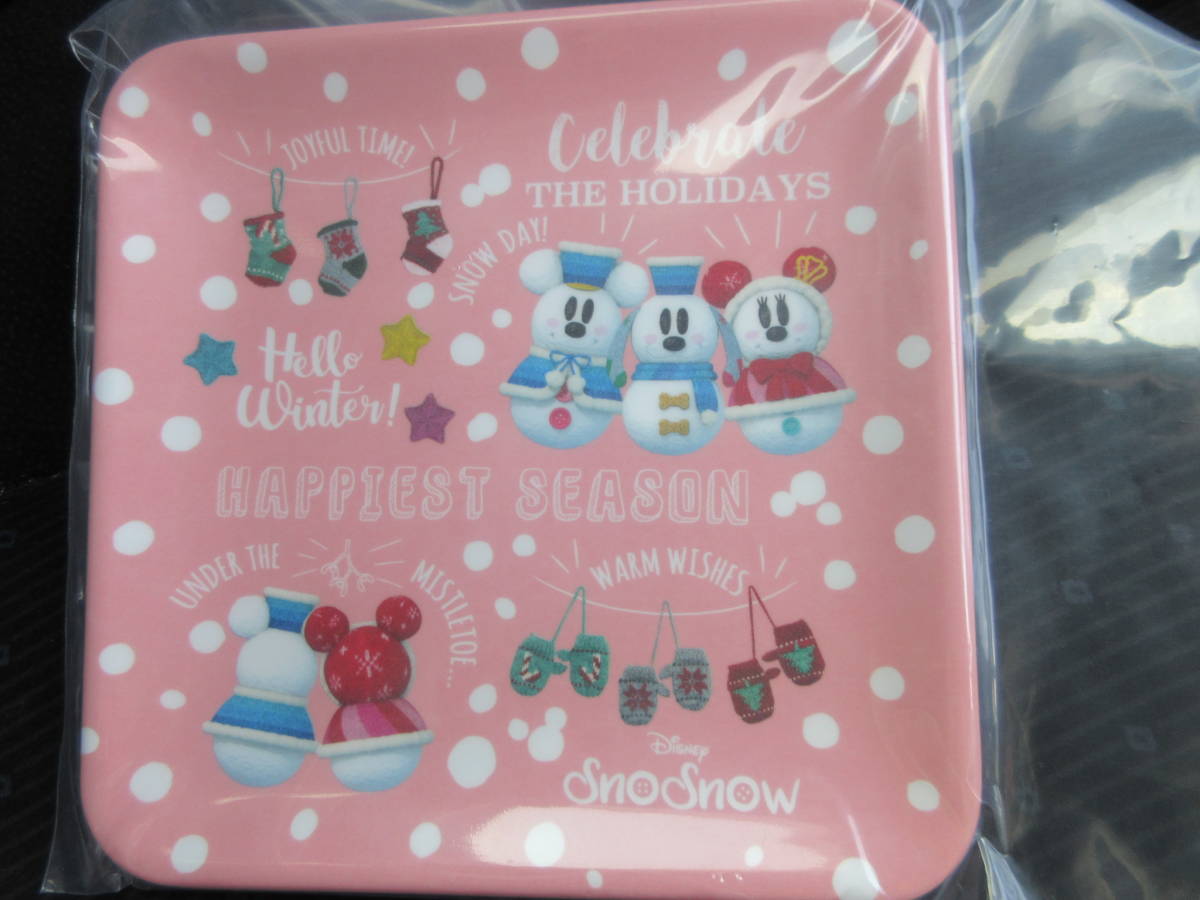 JOYFUL TIME!
Celebrate
THE HOLIDAYS
SNOW DAY!
Hello
Winter!
HAPPIEST SEASON
UNDER THE
MISTLETOE...
WARM WISHES
Disney
SnoSnow